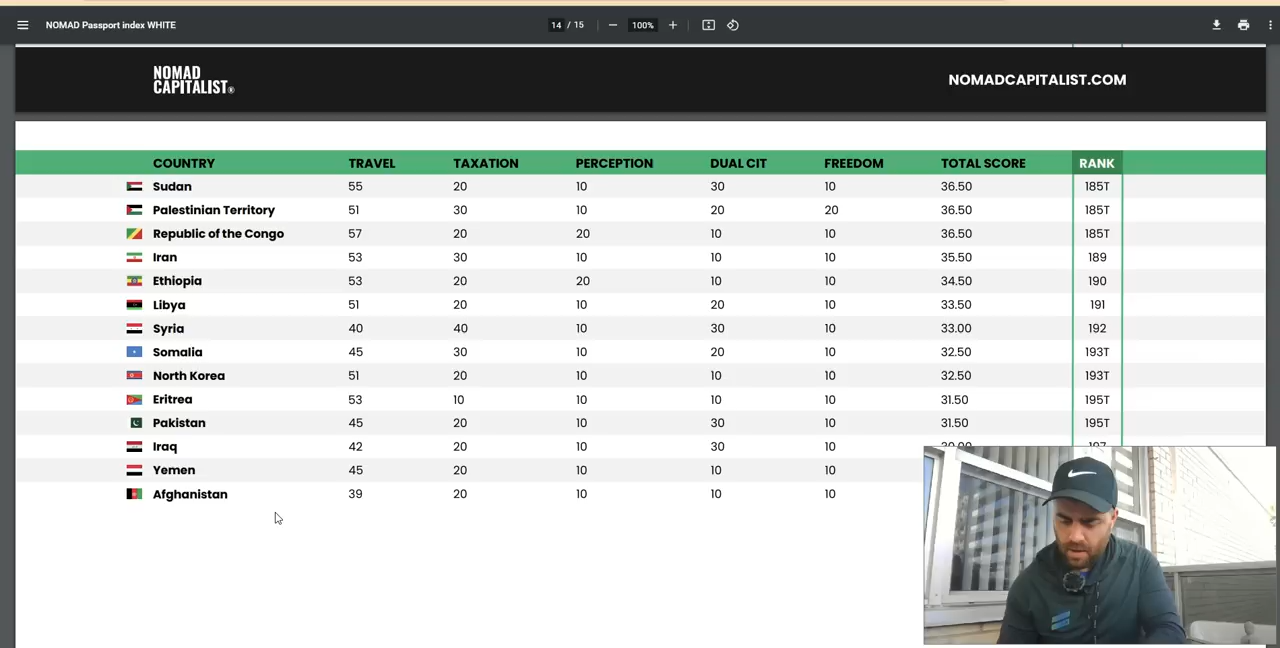 NOMAD Passport index WHITE 14 / 15 100%
NOMAD
CAPITALIST®
NOMADCAPITALIST.COM
COUNTRY TRAVEL TAXATION PERCEPTION DUAL CIT FREEDOM TOTAL SCORE RANK
Sudan 55 20 10 30 10 36.50 185T
Palestinian Territory 51 30 10 20 20 36.50 185T
Republic of the Congo 57 20 20 10 10 36.50 185T
Iran 53 30 10 10 10 35.50 189
Ethiopia 53 20 20 10 10 34.50 190
Libya 51 20 10 20 10 33.50 191
Syria 40 40 10 30 10 33.00 192
Somalia 45 30 10 20 10 32.50 193T
North Korea 51 20 10 10 10 32.50 193T
Eritrea 53 10 10 10 10 31.50 195T
Pakistan 45 20 10 30 10 31.50 195T
Iraq 42 20 10 30 10
Yemen 45 20 10 10 10
Afghanistan 39 20 10 10 10